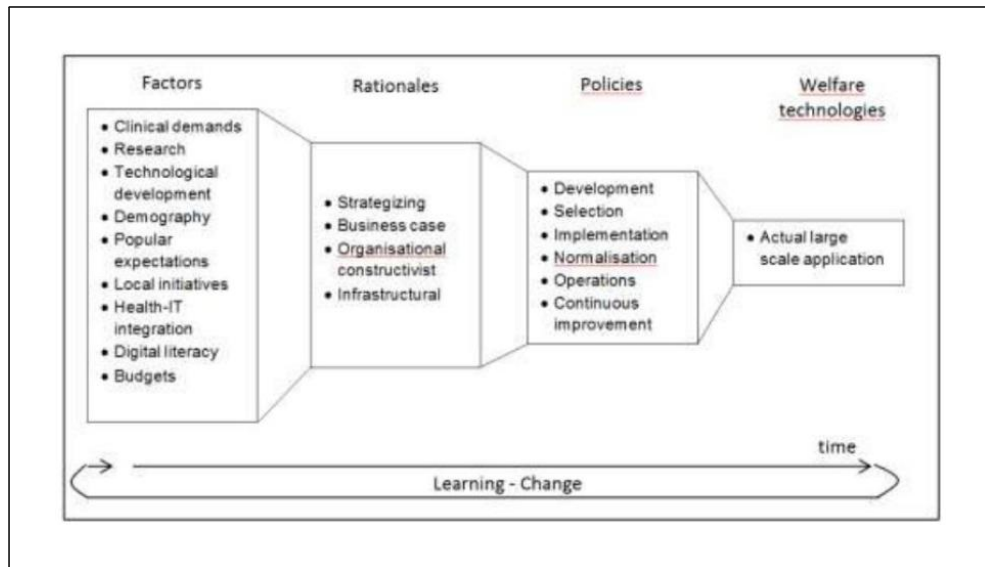 Factors
Rationales
Policies
Welfare
technologies
• Clinical demands
• Research
• Technological
development
• Demography
• Popular
expectations
• Local initiatives
• Health-IT
integration
• Digital literacy
• Budgets
• Strategizing
• Business case
• Organisational
constructivist
• Infrastructural
• Development
• Selection
• Implementation
• Normalisation
• Operations
• Continuous
improvement
• Actual large
scale application
time
Learning - Change